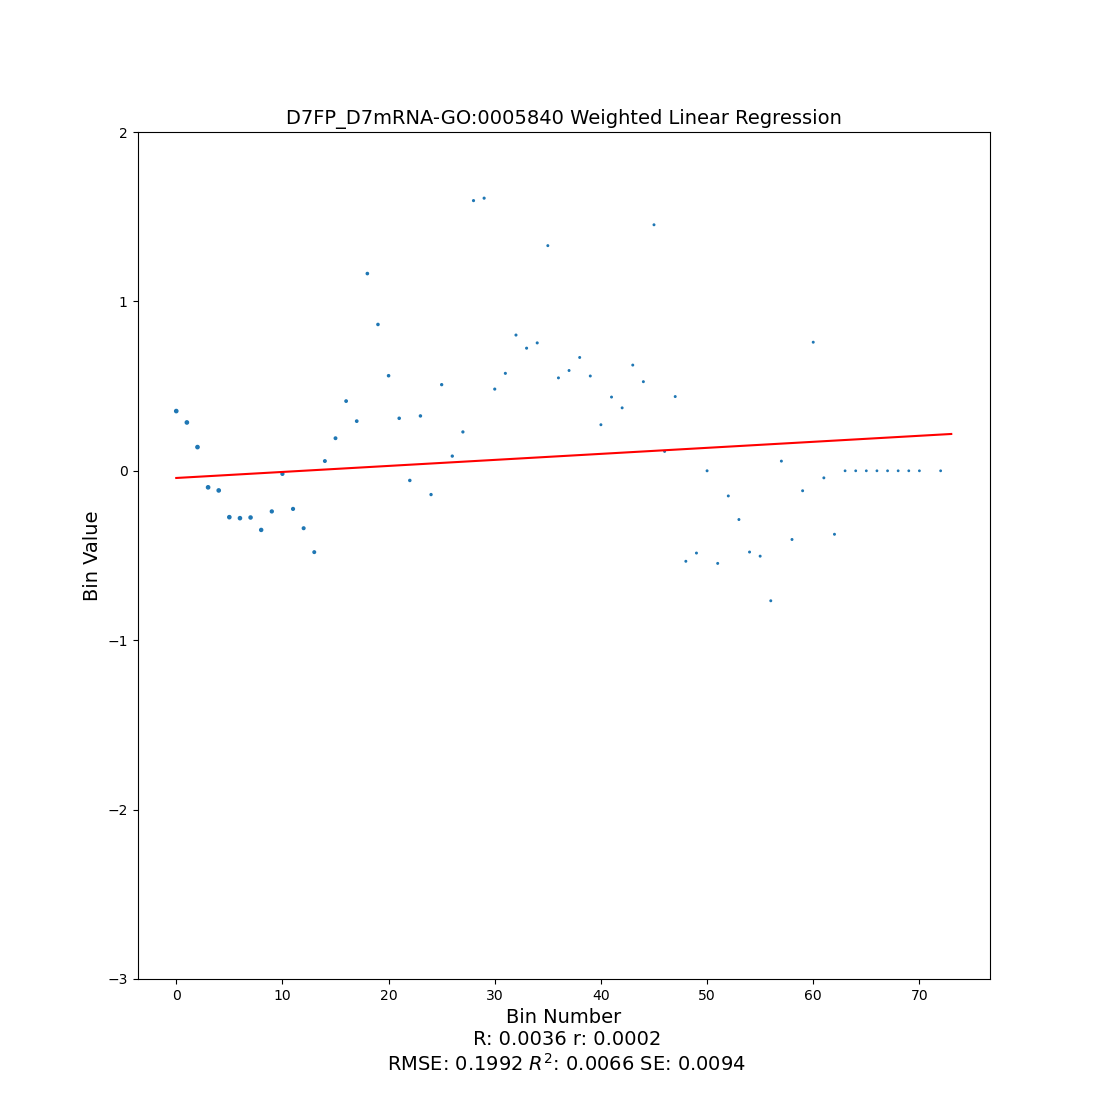 D7FP_D7mRNA-GO:0005840 Weighted Linear Regression
2
1
0
−1
−2
−3
Bin Value
0 10 20 30 40 50 60 70
Bin Number
R: 0.0036 r: 0.0002
RMSE: 0.1992 R²: 0.0066 SE: 0.0094